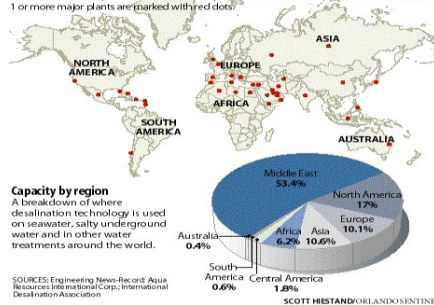 1 or more major plants are marked with red dots.
ASIA
NORTH
AMERICA
EUROPE
AFRICA
SOUTH
AMERICA
AUSTRALIA
Capacity by region
A breakdown of where
desalination technology is used
on seawater, salty underground
water and in other water
treatments around the world.
Middle East
53.4%
North America
17%
Europe
10.1%
Asia
10.6%
Africa
6.2%
Australia
0.4%
South
America
0.6%
Central America
1.8%
SOURCES: Engineering News-Record; Aqua
Resources International Corp.; International
Desalination Association
SCOTT HIESTAND/ORLANDO SENTINE